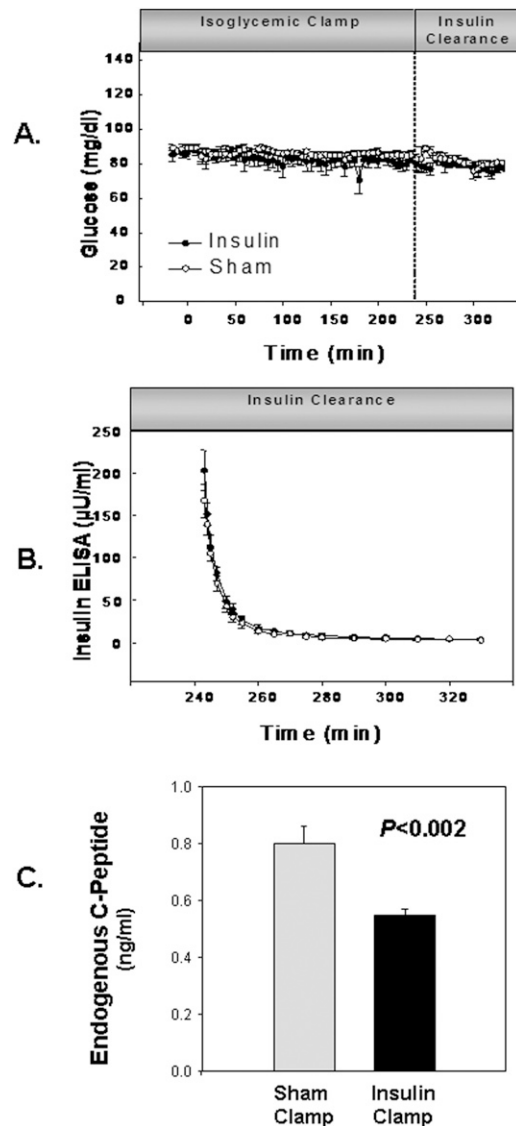 Isoglycemic Clamp
Insulin Clearance
A.
Glucose (mg/dl)
140
120
100
80
60
40
20
0
Insulin
Sham
0 50 100 150 200 250 300
Time (min)
Insulin Clearance
B.
Insulin ELISA (µU/ml)
250
200
150
100
50
0
240 260 280 300 320
Time (min)
C.
Endogenous C-Peptide
(ng/ml)
1.0
0.8
0.6
0.4
0.2
0.0
P<0.002
Sham Clamp
Insulin Clamp